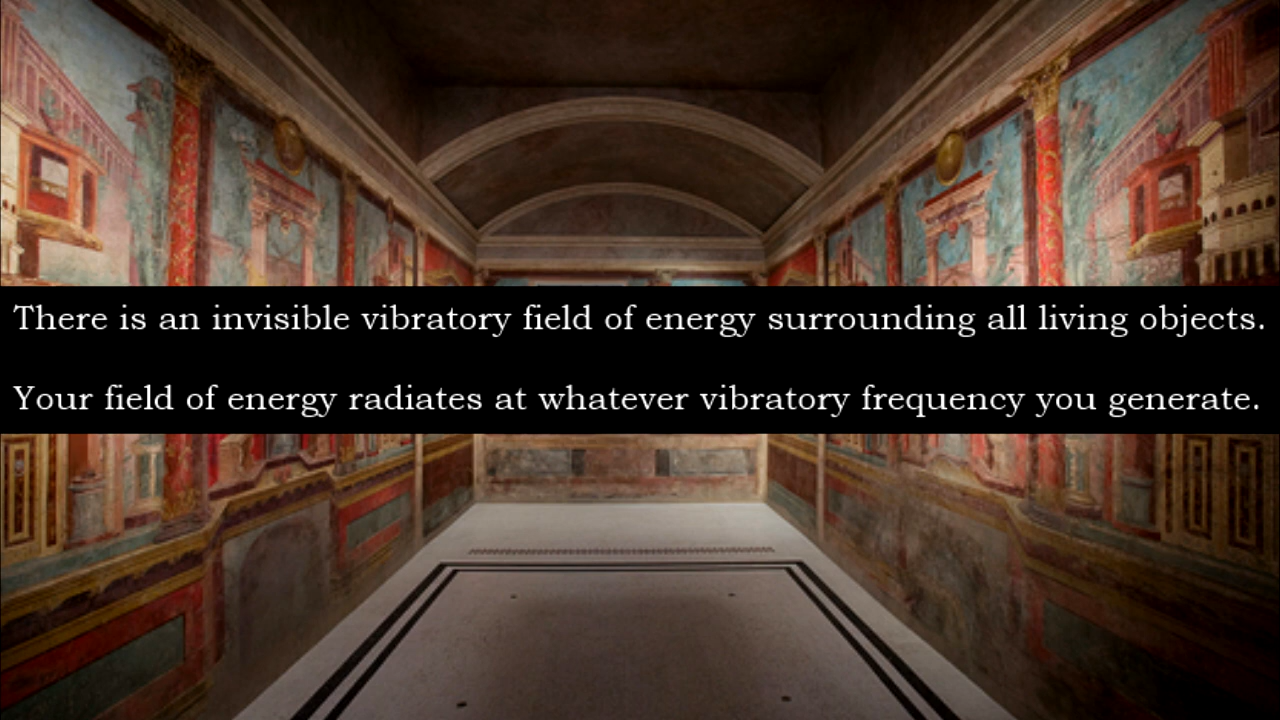 There is an invisible vibratory field of energy surrounding all living objects.
Your field of energy radiates at whatever vibratory frequency you generate.